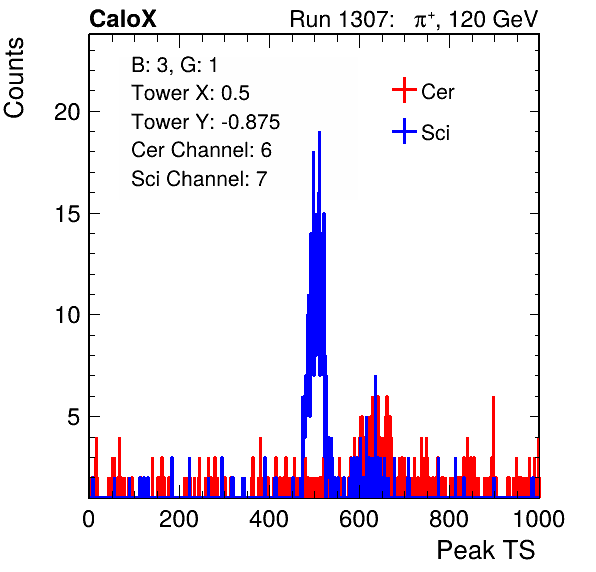 CaloX Run 1307: π⁺, 120 GeV
Counts
B: 3, G: 1
Tower X: 0.5
Tower Y: -0.875
Cer Channel: 6
Sci Channel: 7
Cer
Sci
20
15
10
5
0 200 400 600 800 1000
Peak TS